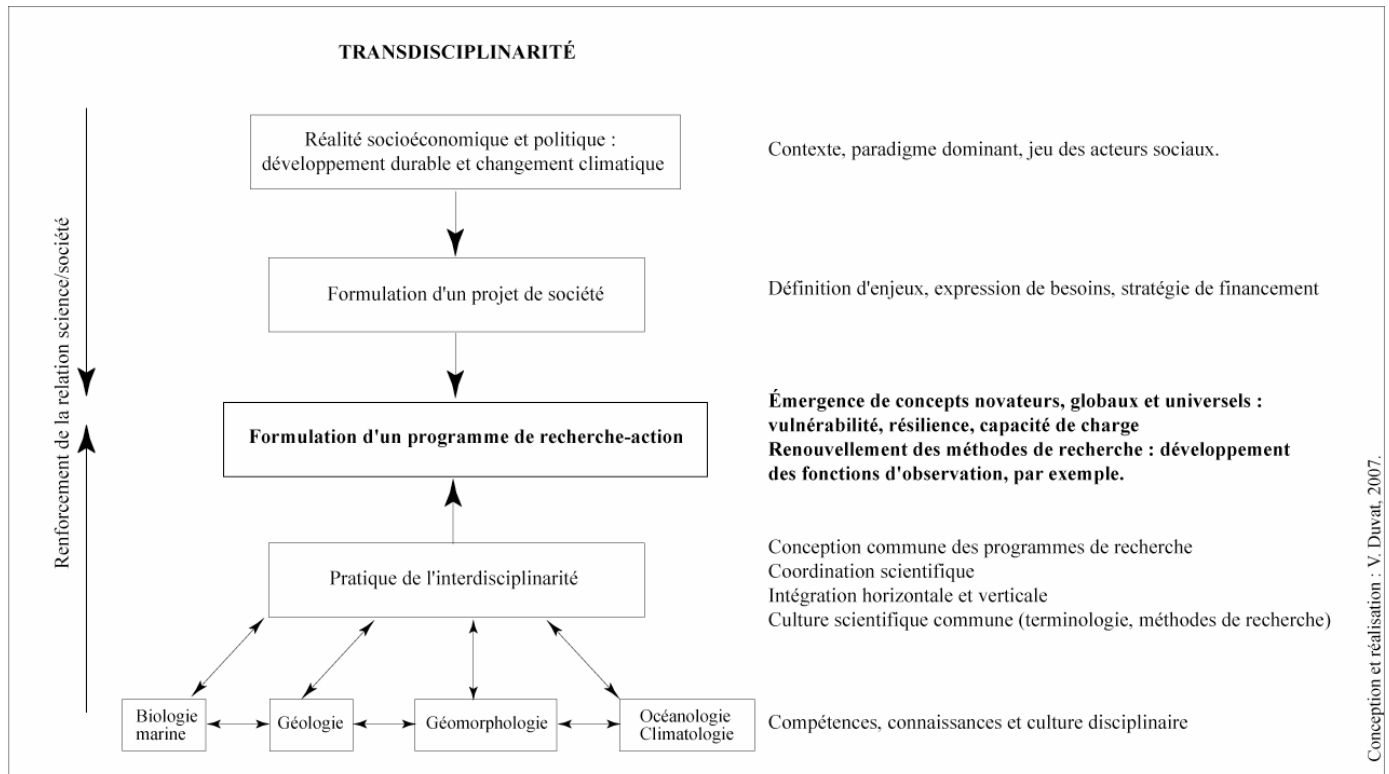 TRANSDISCIPLINARITÉ
Réalité socioéconomique et politique :
développement durable et changement climatique
Contexte, paradigme dominant, jeu des acteurs sociaux.
Formulation d'un projet de société
Définition d'enjeux, expression de besoins, stratégie de financement
Renforcement de la relation science/société
Formulation d'un programme de recherche-action
Émergence de concepts novateurs, globaux et universels :
vulnérabilité, résilience, capacité de charge
Renouvellement des méthodes de recherche : développement
des fonctions d'observation, par exemple.
Pratique de l'interdisciplinarité
Conception commune des programmes de recherche
Coordination scientifique
Intégration horizontale et verticale
Culture scientifique commune (terminologie, méthodes de recherche)
Biologie
marine
Géologie
Géomorphologie
Océanologie
Climatologie
Compétences, connaissances et culture disciplinaire
Conception et réalisation : V. Duvat, 2007.